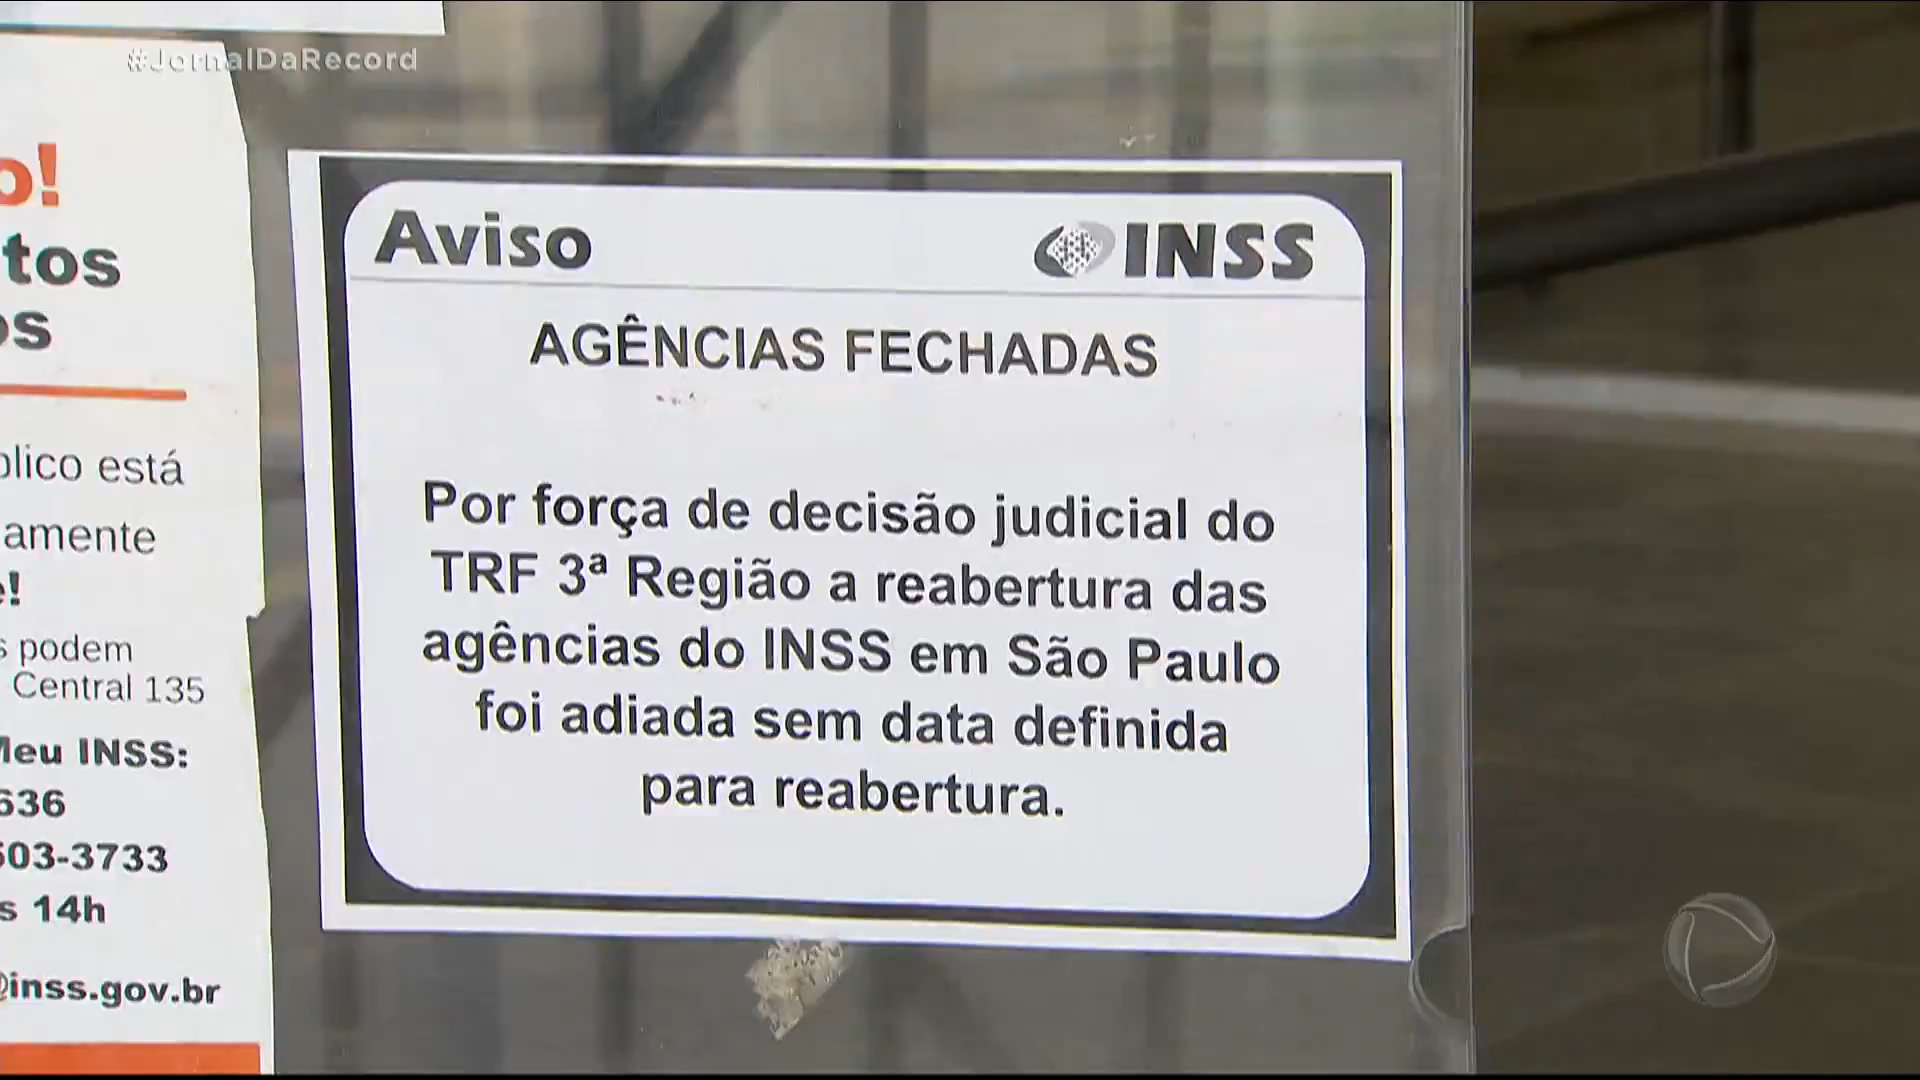 #JornalDaRecord
o!
tos
os
blico está
amente
e!
s podem
Central 135
Meu INSS:
636
503-3733
s 14h
@inss.gov.br
Aviso
INSS
AGÊNCIAS FECHADAS
Por força de decisão judicial do
TRF 3ª Região a reabertura das
agências do INSS em São Paulo
foi adiada sem data definida
para reabertura.